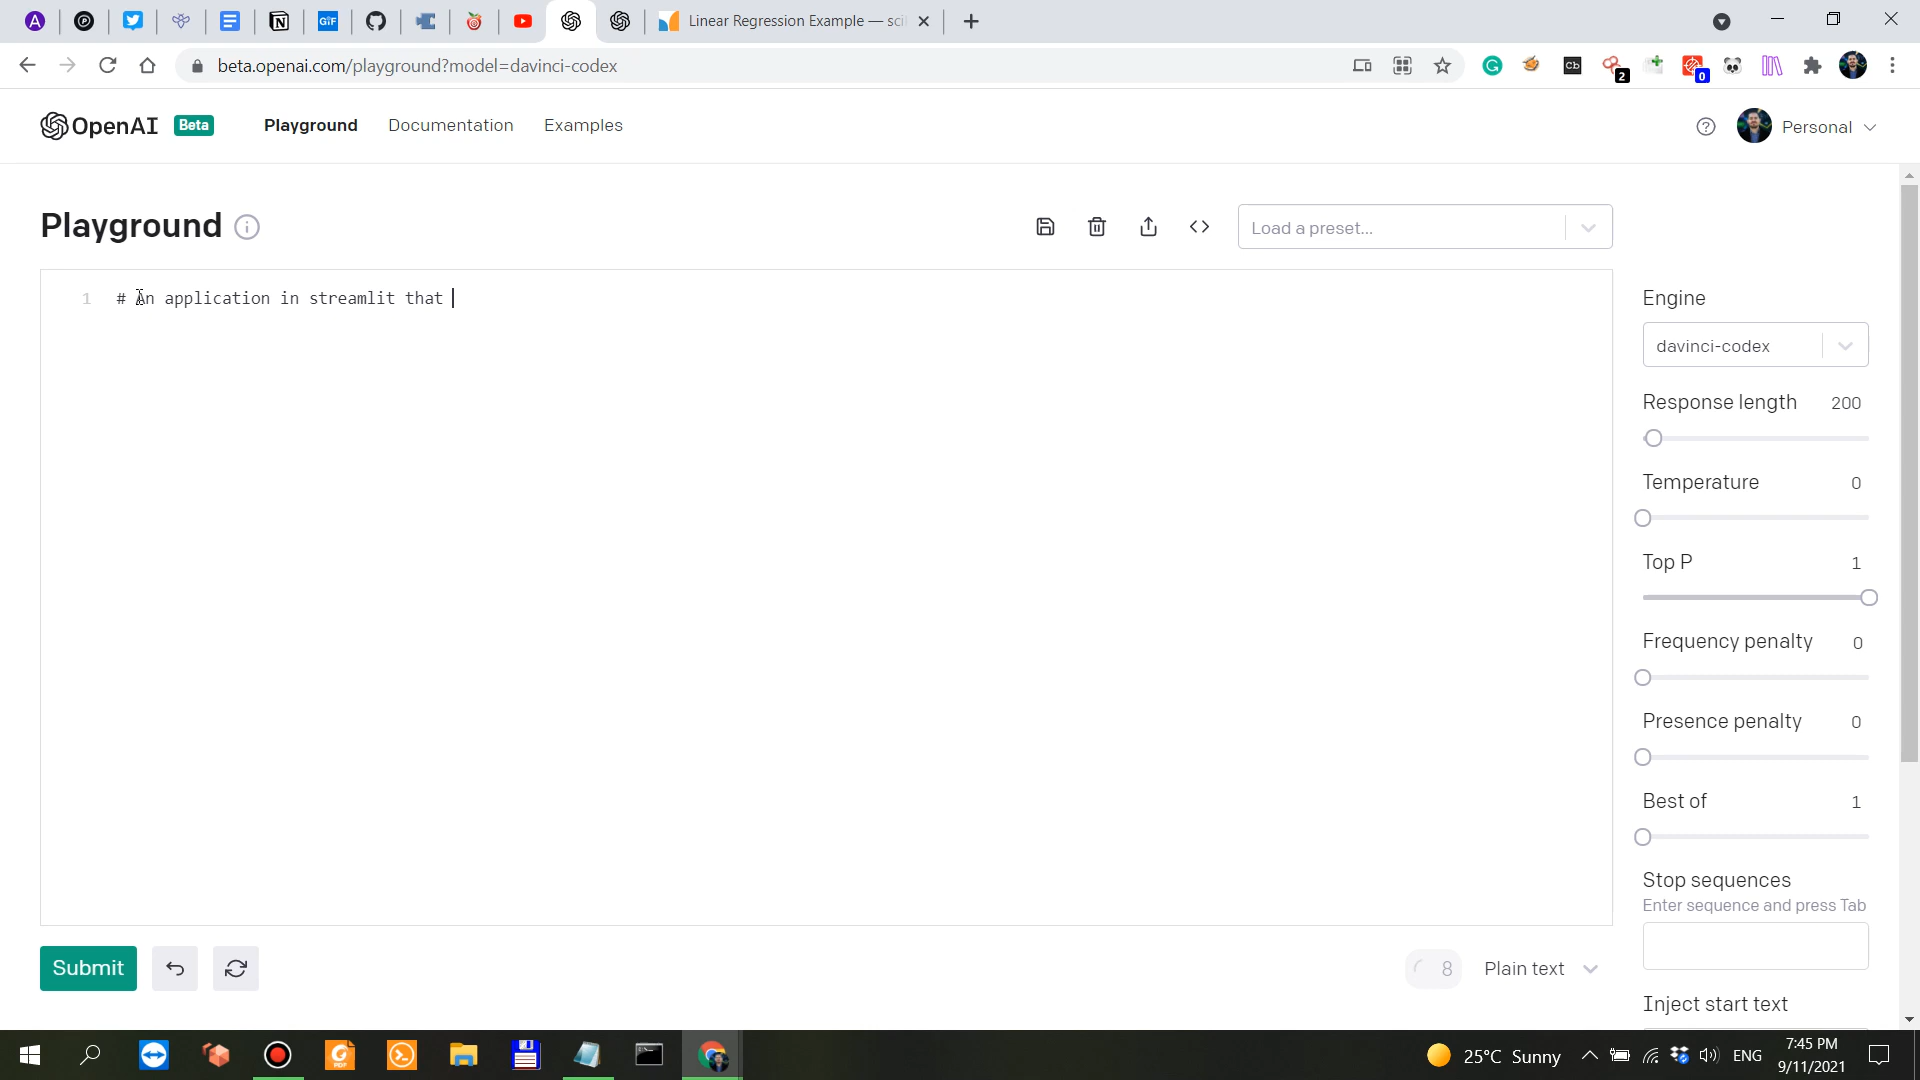 Linear Regression Example — sci
beta.openai.com/playground?model=davinci-codex
2
0
OpenAI
Beta
Playground
Documentation
Examples
Personal
Playground
Load a preset...
1 # An application in streamlit that
Engine
davinci-codex
Response length 200
Temperature 0
Top P 1
Frequency penalty 0
Presence penalty 0
Best of 1
Stop sequences
Enter sequence and press Tab
Inject start text
Submit
8
Plain text
25°C Sunny
ENG
7:45 PM
9/11/2021